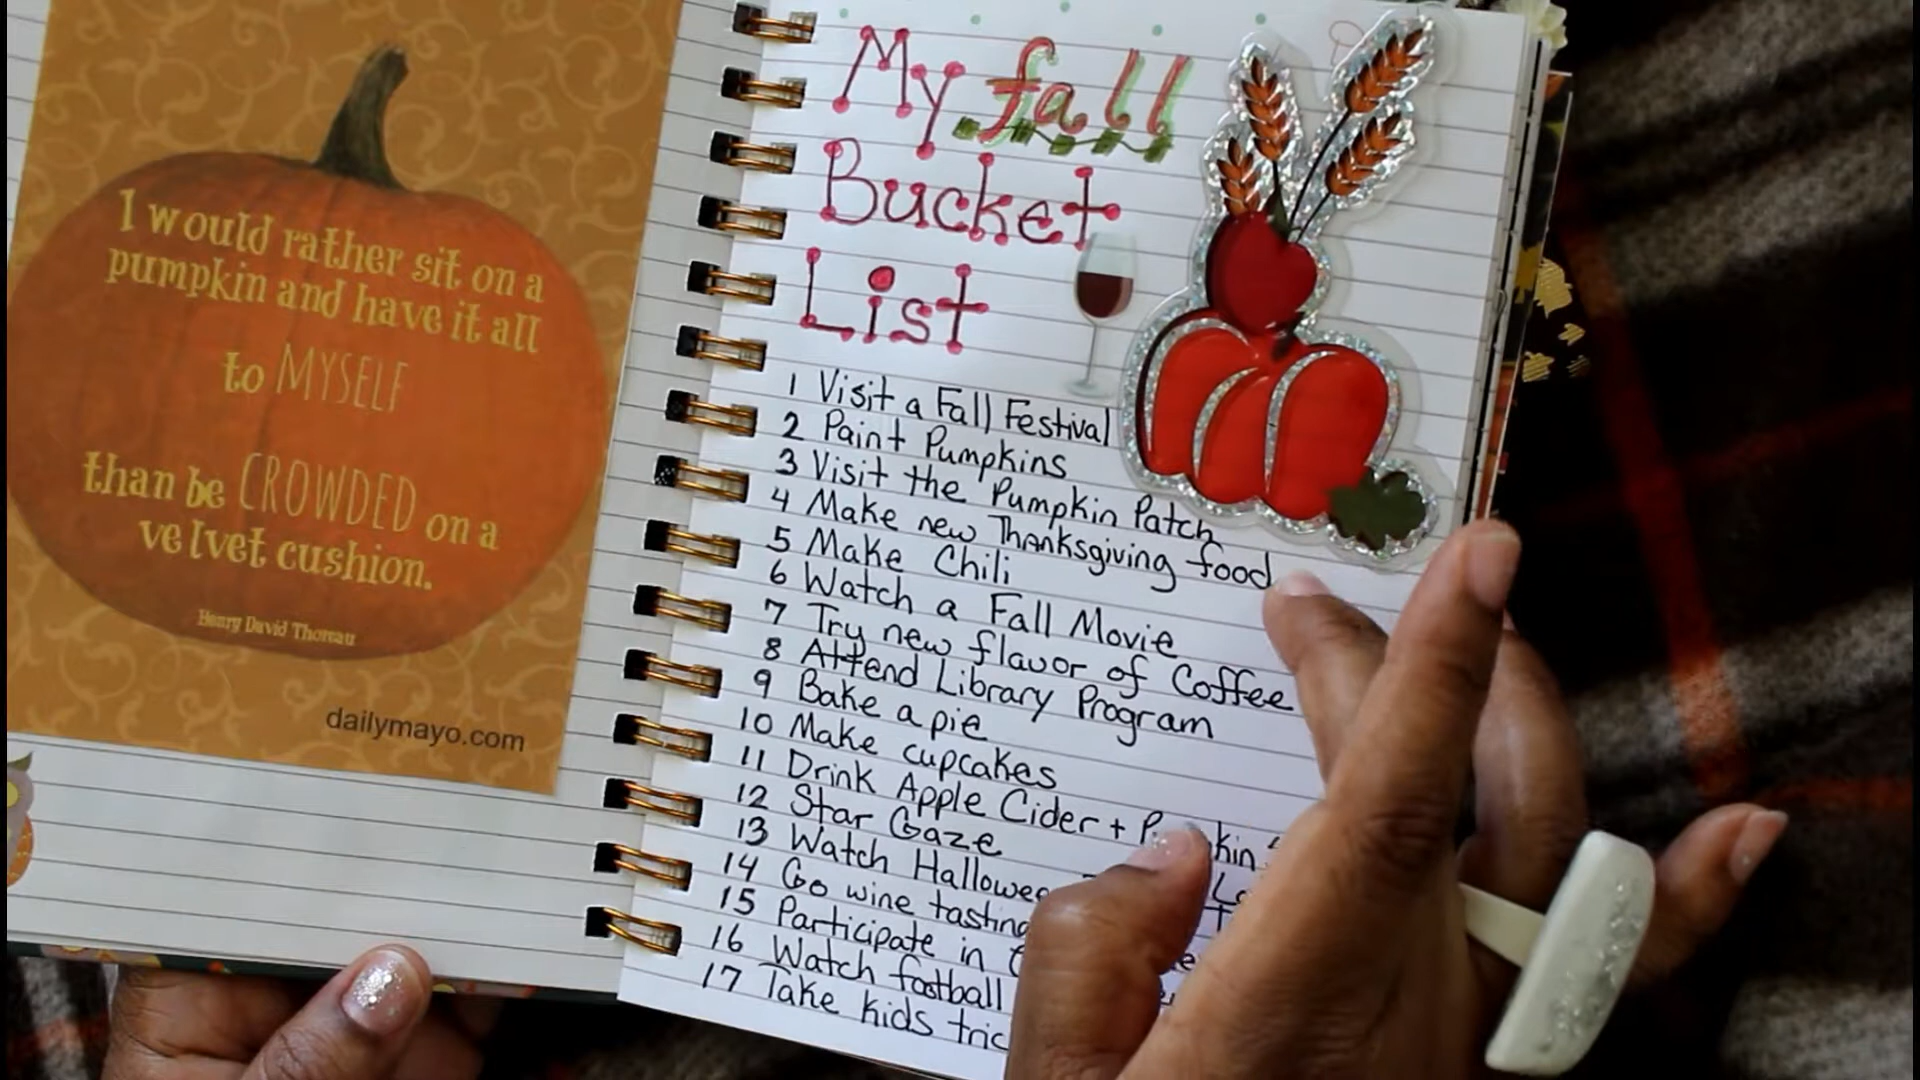 I would rather sit on a
pumpkin and have it all
to MYSELF
than be CROWDED on a
velvet cushion.
Henry David Thoreau
dailymayo.com
My fall
Bucket
List
1 Visit a Fall Festival
2 Paint Pumpkins
3 Visit the Pumpkin Patch
4 Make new Thanksgiving food
5 Make Chili
6 Watch a Fall Movie
7 Try new flavor of Coffee
8 Attend Library Program
9 Bake a pie
10 Make cupcakes
11 Drink Apple Cider +
12 Star Gaze
13 Watch
14 Go wine tasting
15 Participate in
16 Watch football
17 Take kids